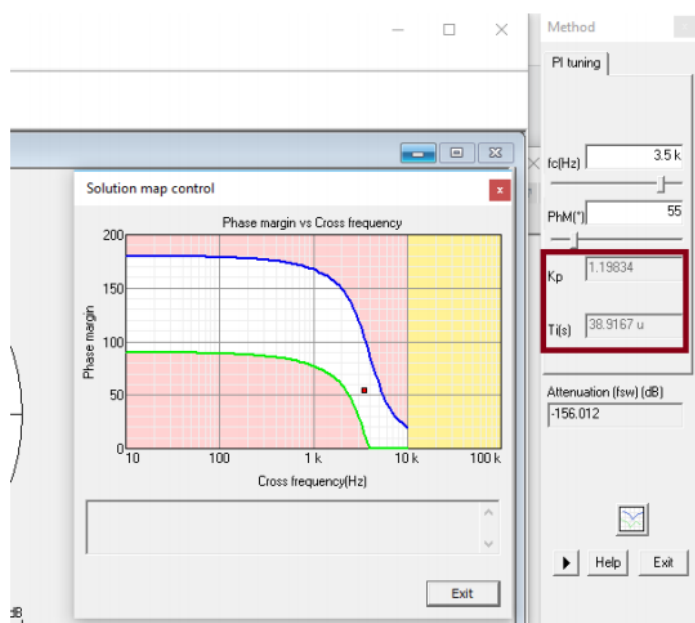 Method
PI tuning
Solution map control
x
Phase margin vs Cross frequency
200
150
100
50
0
Phase margin
10
100
1 k
10 k
100 k
Cross frequency(Hz)
Exit
fc(Hz)
3.5 k
PhM(°)
55
Kp
1.19834
Ti(s)
38.9167 u
Attenuation (fsw) (dB)
-156.012
Help
Exit
dB